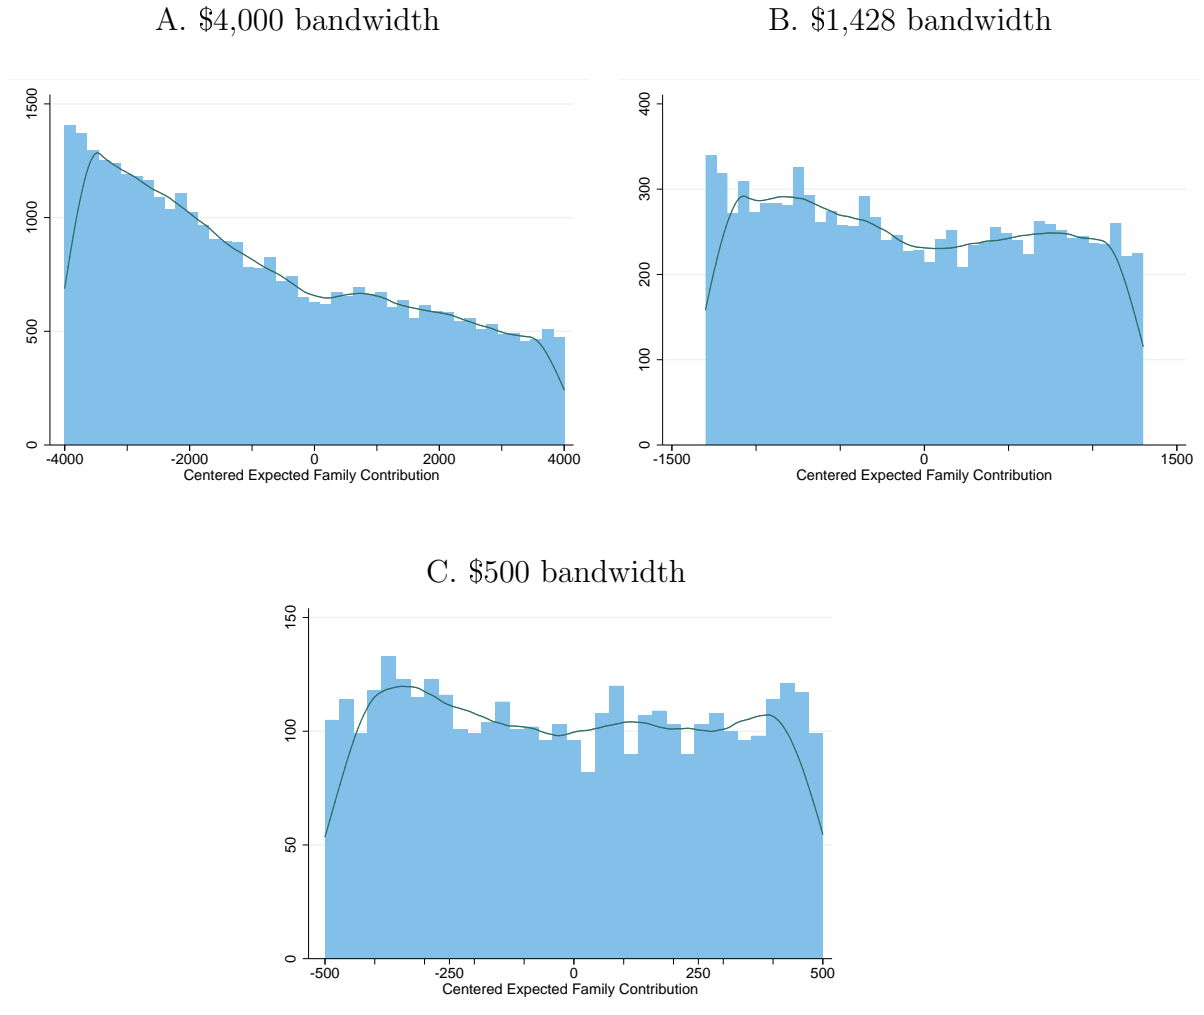 A. $4,000 bandwidth
1500
1000
500
0
-4000 -2000 0 2000 4000
Centered Expected Family Contribution
B. $1,428 bandwidth
400
300
200
100
0
-1500 0 1500
Centered Expected Family Contribution
C. $500 bandwidth
150
100
50
0
-500 -250 0 250 500
Centered Expected Family Contribution